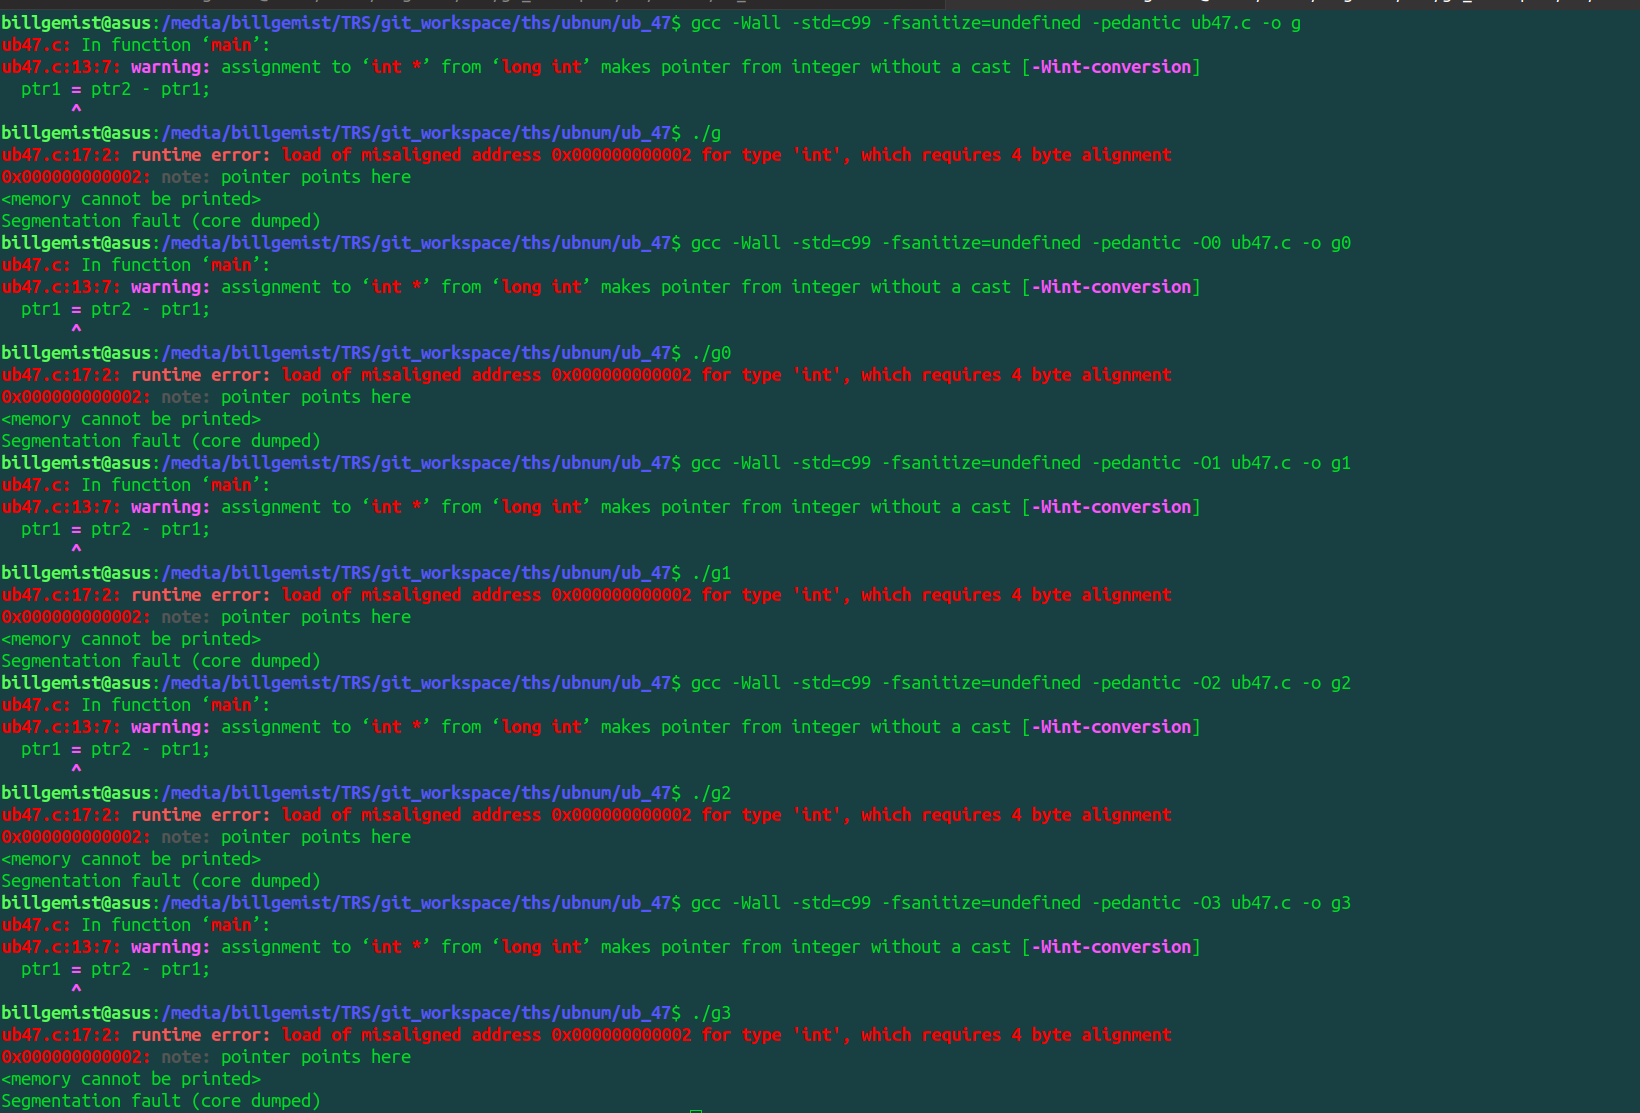 billgemist@asus:/media/billgemist/TRS/git_workspace/ths/ubnum/ub_47$ gcc -Wall -std=c99 -fsanitize=undefined -pedantic ub47.c -o g
ub47.c: In function ‘main’:
ub47.c:13:7: warning: assignment to ‘int *’ from ‘long int’ makes pointer from integer without a cast [-Wint-conversion]
  ptr1 = ptr2 - ptr1;
       ^
billgemist@asus:/media/billgemist/TRS/git_workspace/ths/ubnum/ub_47$ ./g
ub47.c:17:2: runtime error: load of misaligned address 0x000000000002 for type 'int', which requires 4 byte alignment
0x000000000002: note: pointer points here
<memory cannot be printed>
Segmentation fault (core dumped)
billgemist@asus:/media/billgemist/TRS/git_workspace/ths/ubnum/ub_47$ gcc -Wall -std=c99 -fsanitize=undefined -pedantic -O0 ub47.c -o g0
ub47.c: In function ‘main’:
ub47.c:13:7: warning: assignment to ‘int *’ from ‘long int’ makes pointer from integer without a cast [-Wint-conversion]
  ptr1 = ptr2 - ptr1;
       ^
billgemist@asus:/media/billgemist/TRS/git_workspace/ths/ubnum/ub_47$ ./g0
ub47.c:17:2: runtime error: load of misaligned address 0x000000000002 for type 'int', which requires 4 byte alignment
0x000000000002: note: pointer points here
<memory cannot be printed>
Segmentation fault (core dumped)
billgemist@asus:/media/billgemist/TRS/git_workspace/ths/ubnum/ub_47$ gcc -Wall -std=c99 -fsanitize=undefined -pedantic -O1 ub47.c -o g1
ub47.c: In function ‘main’:
ub47.c:13:7: warning: assignment to ‘int *’ from ‘long int’ makes pointer from integer without a cast [-Wint-conversion]
  ptr1 = ptr2 - ptr1;
       ^
billgemist@asus:/media/billgemist/TRS/git_workspace/ths/ubnum/ub_47$ ./g1
ub47.c:17:2: runtime error: load of misaligned address 0x000000000002 for type 'int', which requires 4 byte alignment
0x000000000002: note: pointer points here
<memory cannot be printed>
Segmentation fault (core dumped)
billgemist@asus:/media/billgemist/TRS/git_workspace/ths/ubnum/ub_47$ gcc -Wall -std=c99 -fsanitize=undefined -pedantic -O2 ub47.c -o g2
ub47.c: In function ‘main’:
ub47.c:13:7: warning: assignment to ‘int *’ from ‘long int’ makes pointer from integer without a cast [-Wint-conversion]
  ptr1 = ptr2 - ptr1;
       ^
billgemist@asus:/media/billgemist/TRS/git_workspace/ths/ubnum/ub_47$ ./g2
ub47.c:17:2: runtime error: load of misaligned address 0x000000000002 for type 'int', which requires 4 byte alignment
0x000000000002: note: pointer points here
<memory cannot be printed>
Segmentation fault (core dumped)
billgemist@asus:/media/billgemist/TRS/git_workspace/ths/ubnum/ub_47$ gcc -Wall -std=c99 -fsanitize=undefined -pedantic -O3 ub47.c -o g3
ub47.c: In function ‘main’:
ub47.c:13:7: warning: assignment to ‘int *’ from ‘long int’ makes pointer from integer without a cast [-Wint-conversion]
  ptr1 = ptr2 - ptr1;
       ^
billgemist@asus:/media/billgemist/TRS/git_workspace/ths/ubnum/ub_47$ ./g3
ub47.c:17:2: runtime error: load of misaligned address 0x000000000002 for type 'int', which requires 4 byte alignment
0x000000000002: note: pointer points here
<memory cannot be printed>
Segmentation fault (core dumped)